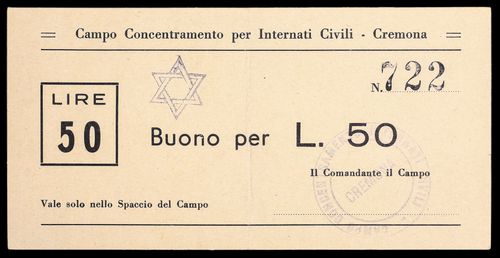 Campo Concentramento per Internati Civili - Cremona
N. 722
LIRE
50
Buono per L. 50
Il Comandante il Campo
CREMONA
Vale solo nello Spaccio del Campo